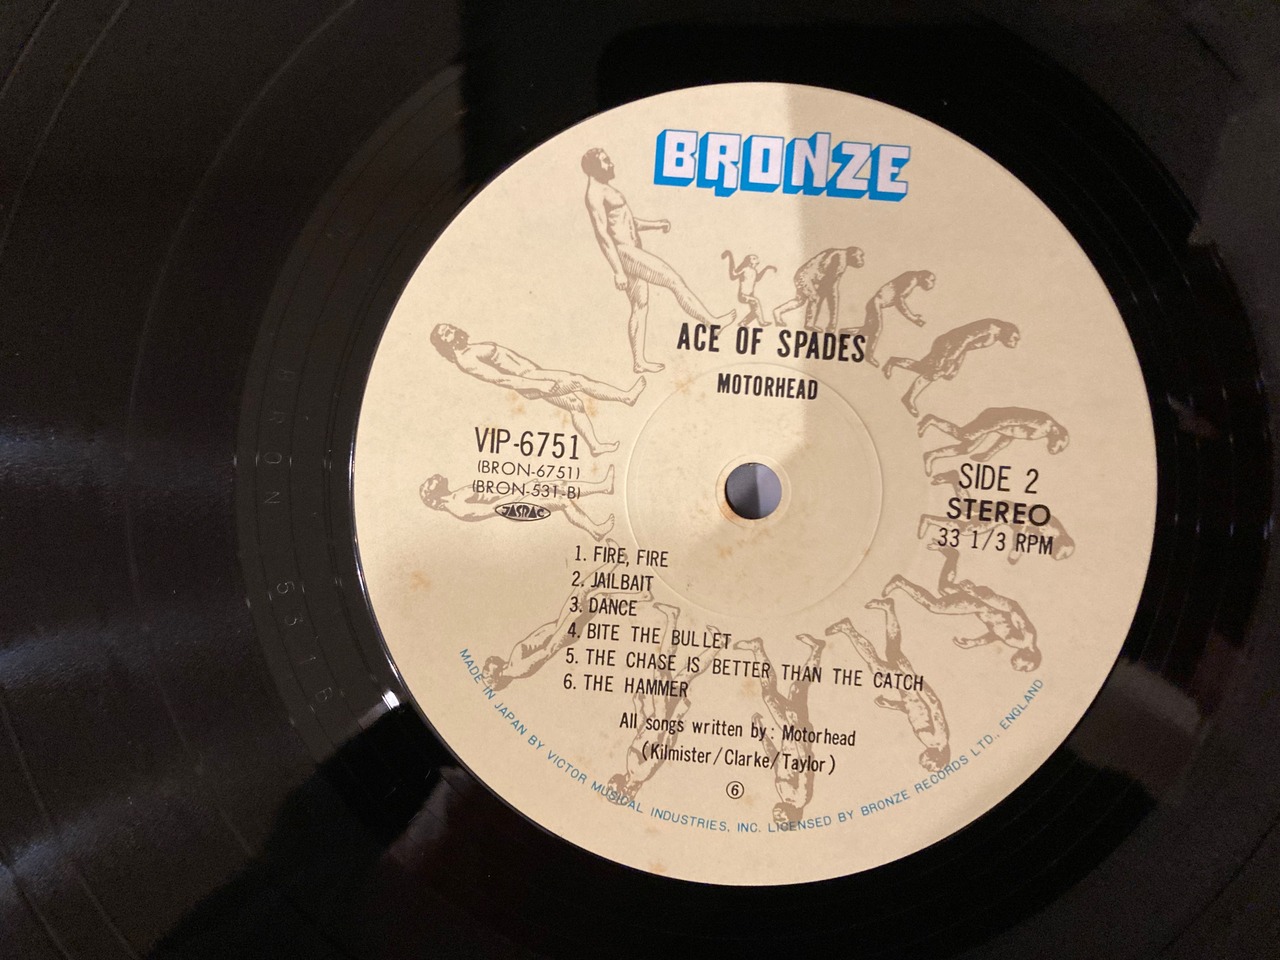 BRONZE
ACE OF SPADES
MOTORHEAD
VIP-6751
(BRON-6751)
(BRON-531-B)
JASRAC
SIDE 2
STEREO
33 1/3 RPM
1. FIRE, FIRE
2. JAILBAIT
3. DANCE
4. BITE THE BULLET
5. THE CHASE IS BETTER THAN THE CATCH
6. THE HAMMER
All songs written by: Motorhead
(Kilmister/Clarke/Taylor)
⑥
MADE IN JAPAN BY VICTOR MUSICAL INDUSTRIES, INC. LICENSED BY BRONZE RECORDS LTD., ENGLAND